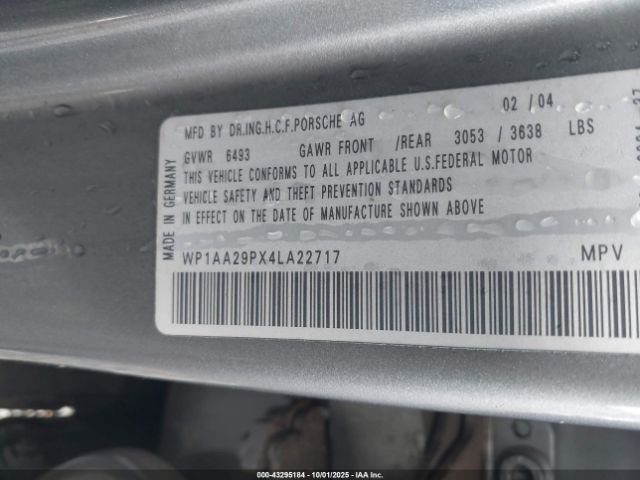 02 / 04
MFD BY DR.ING.H.C.F.PORSCHE AG
GVWR 6493 GAWR FRONT /REAR 3053 / 3638 LBS
THIS VEHICLE CONFORMS TO ALL APPLICABLE U.S.FEDERAL MOTOR
VEHICLE SAFETY AND THEFT PREVENTION STANDARDS
IN EFFECT ON THE DATE OF MANUFACTURE SHOWN ABOVE
WP1AA29PX4LA22717 MPV
MADE IN GERMANY
000-43295184 - 10/01/2025 - IAA Inc.